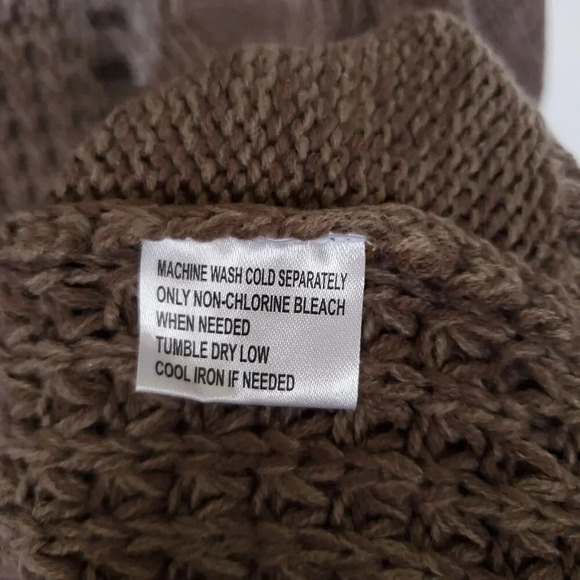 MACHINE WASH COLD SEPARATELY
ONLY NON-CHLORINE BLEACH
WHEN NEEDED
TUMBLE DRY LOW
COOL IRON IF NEEDED